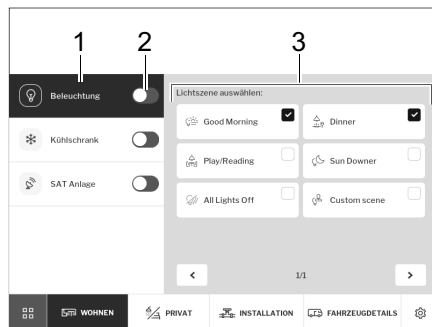 1 2 3
Beleuchtung
Lichtszene auswählen:
Good Morning
Dinner
Kühlschrank
Play/Reading
Sun Downer
SAT Anlage
All Lights Off
Custom scene
< 1/1 >
WOHNEN PRIVAT INSTALLATION FAHRZEUGDETAILS